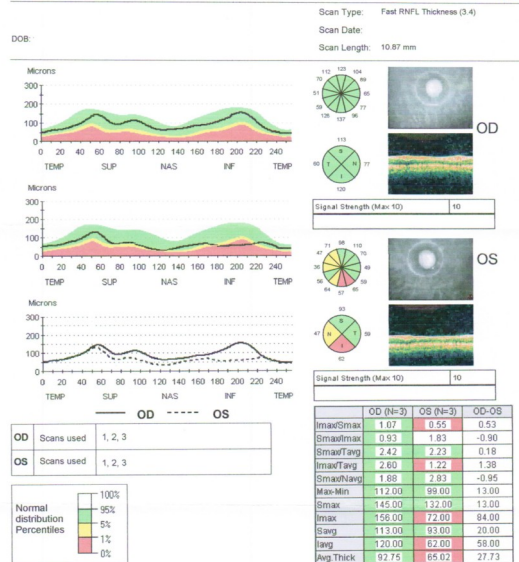 Scan Type: Fast RNFL Thickness (3.4)
DOB: Scan Date:
Scan Length: 10.87 mm
Microns
300
200
100
0
0 20 40 60 80 100 120 140 160 180 200 220 240
TEMP SUP NAS INF TEMP
112 123 104
70 89
51 65
59 77
126 137 96
OD
113
S
60 T N 77
I
120
Signal Strength (Max 10) 10
Microns
300
200
100
0
0 20 40 60 80 100 120 140 160 180 200 220 240
TEMP SUP NAS INF TEMP
71 98 110
47 70
36 49
56 59
64 57 65
OS
93
S
47 N T 59
I
62
Signal Strength (Max 10) 10
Microns
300
200
100
0
0 20 40 60 80 100 120 140 160 180 200 220 240
TEMP SUP NAS INF TEMP
OD OS
OD Scans used 1, 2, 3
OS Scans used 1, 2, 3
Normal distribution Percentiles
100%
95%
5%
1%
0%
OD (N=3) OS (N=3) OD-OS
Imax/Smax 1.07 0.55 0.53
Smax/Imax 0.93 1.83 -0.90
Smax/Tavg 2.42 2.23 0.18
Imax/Tavg 2.60 1.22 1.38
Smax/Navg 1.88 2.83 -0.95
Max-Min 112.00 99.00 13.00
Smax 145.00 132.00 13.00
Imax 156.00 72.00 84.00
Savg 113.00 93.00 20.00
Iavg 120.00 62.00 58.00
Avg.Thick 92.75 65.02 27.73